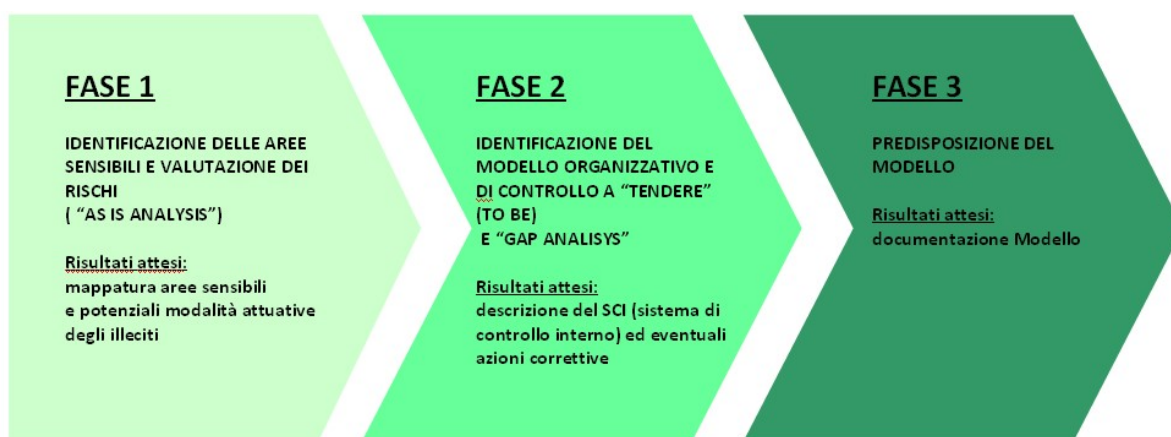 FASE 1
IDENTIFICAZIONE DELLE AREE
SENSIBILI E VALUTAZIONE DEI
RISCHI
( “AS IS ANALYSIS”)
Risultati attesi:
mappatura aree sensibili
e potenziali modalità attuative
degli illeciti
FASE 2
IDENTIFICAZIONE DEL
MODELLO ORGANIZZATIVO E
DI CONTROLLO A “TENDERE”
(TO BE)
E “GAP ANALISYS”
Risultati attesi:
descrizione del SCI (sistema di
controllo interno) ed eventuali
azioni correttive
FASE 3
PREDISPOSIZIONE DEL
MODELLO
Risultati attesi:
documentazione Modello